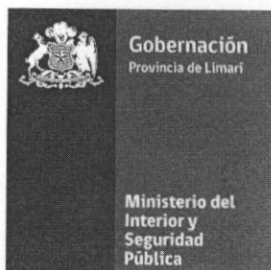 Gobernación
Provincia de Limarí
Ministerio del
Interior y
Seguridad
Pública